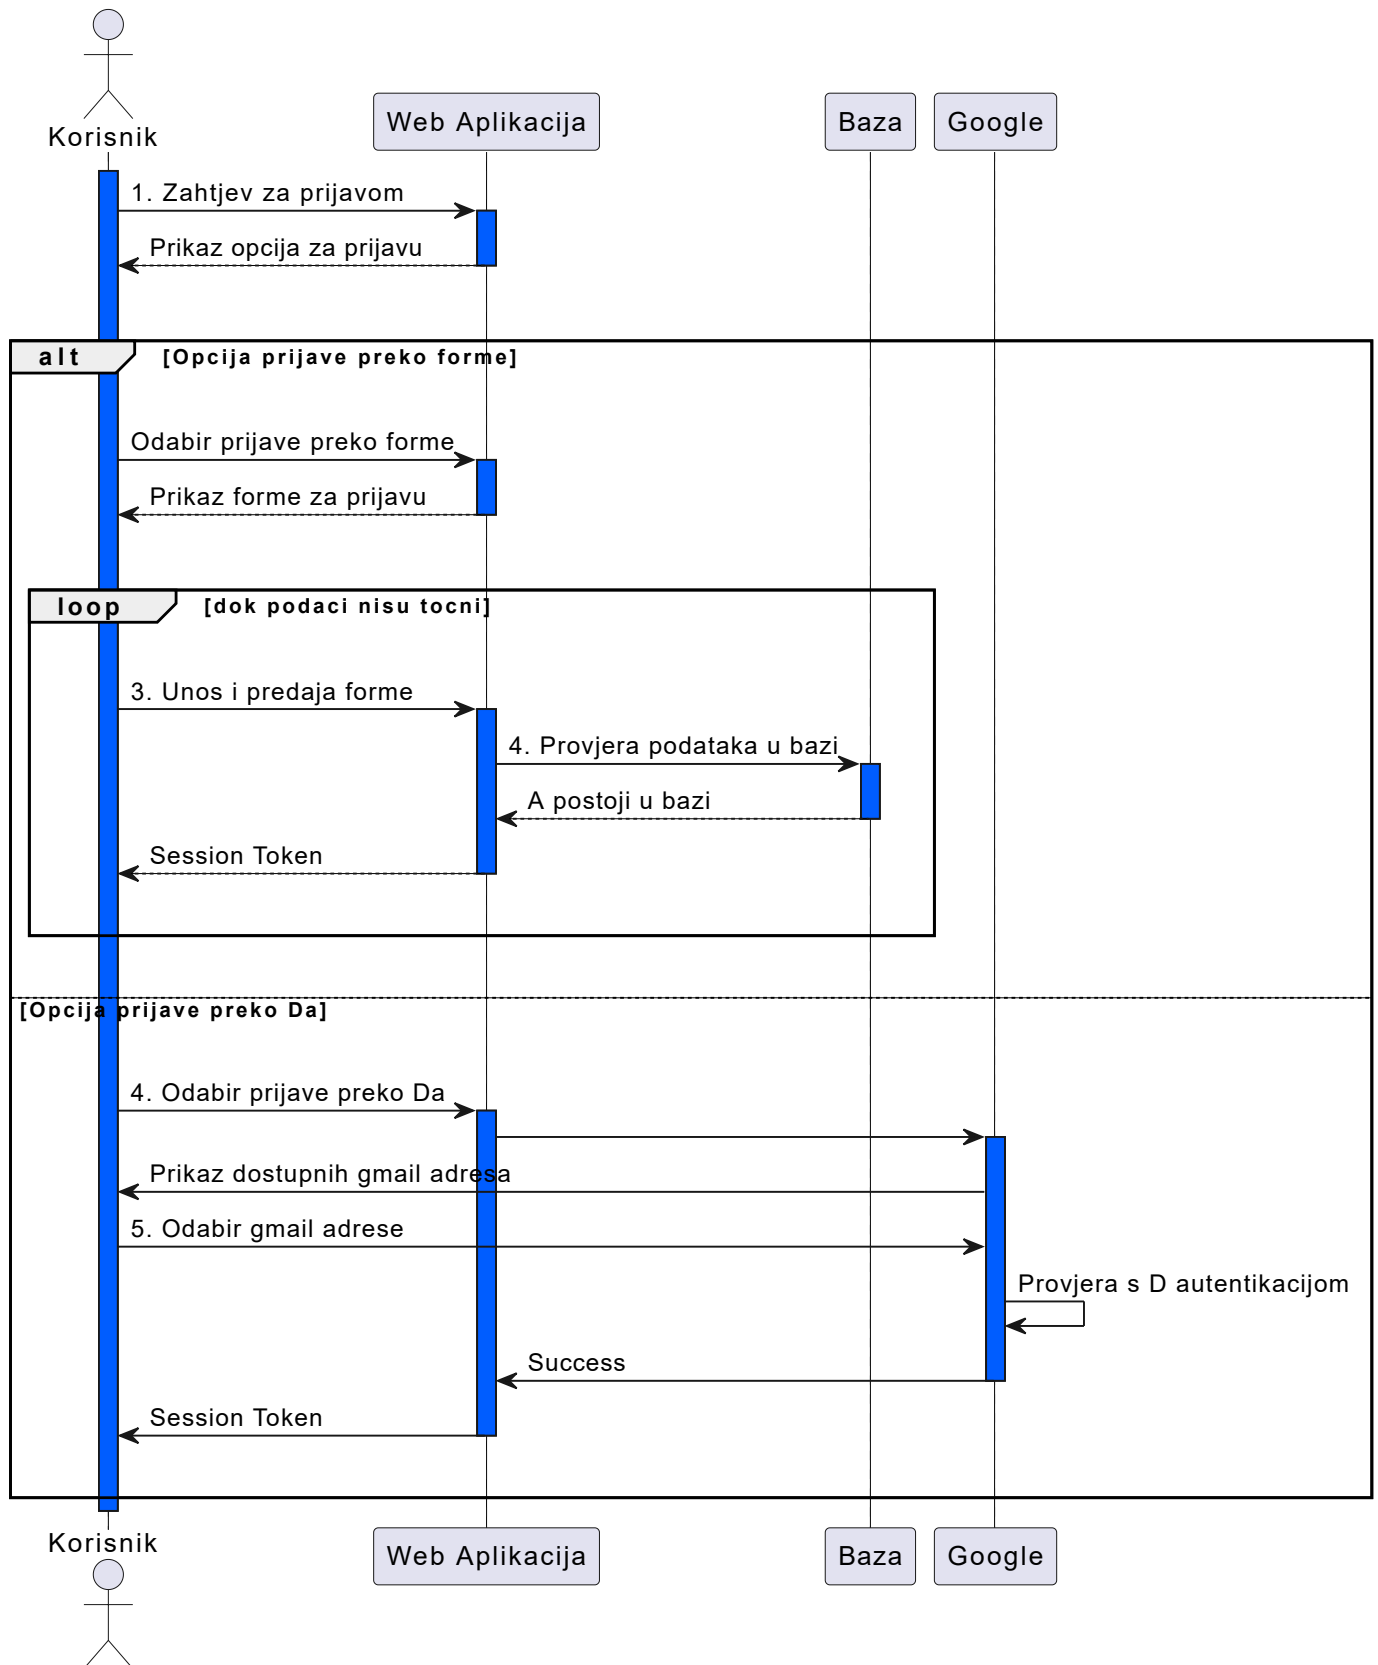 Korisnik
Web Aplikacija
Baza
Google
1. Zahtjev za prijavom
Prikaz opcija za prijavu
alt
[Opcija prijave preko forme]
Odabir prijave preko forme
Prikaz forme za prijavu
loop
[dok podaci nisu tocni]
3. Unos i predaja forme
4. Provjera podataka u bazi
A postoji u bazi
Session Token
[Opcija prijave preko Da]
4. Odabir prijave preko Da
Prikaz dostupnih gmail adresa
5. Odabir gmail adrese
Provjera s D autentikacijom
Success
Session Token
Korisnik
Web Aplikacija
Baza
Google